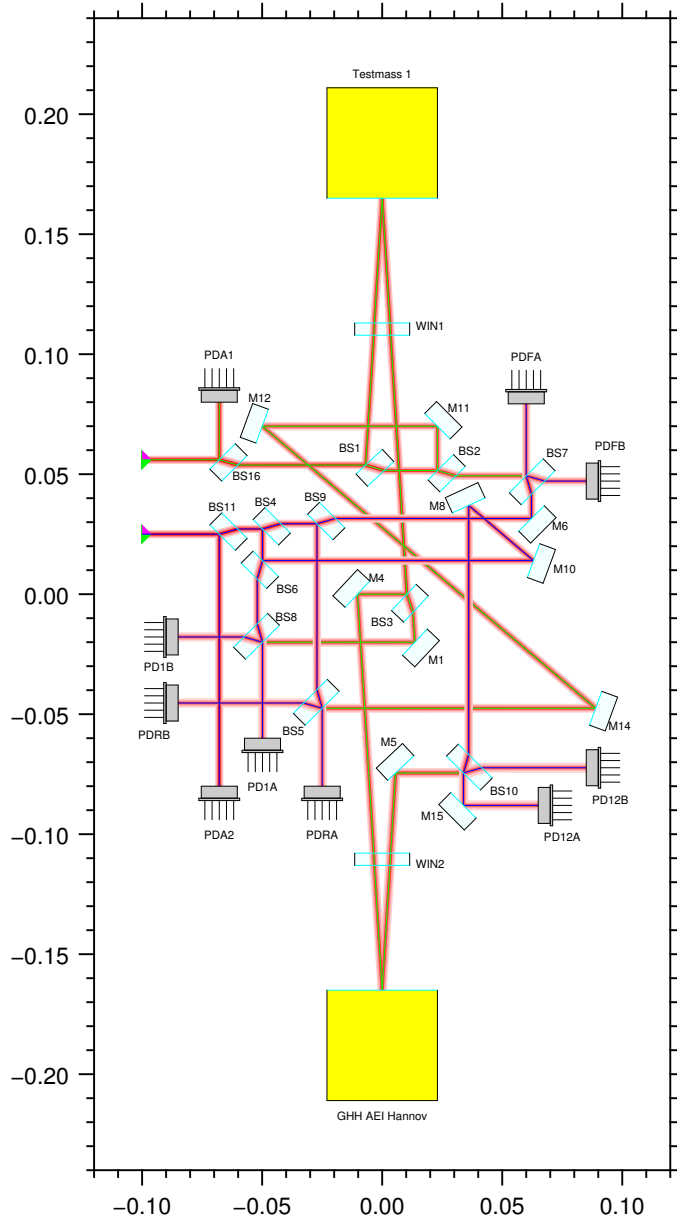 Testmass 1
0.20
0.15
WIN1
0.10
PDA1
PDFA
M12
M11
BS1
BS2
BS7
PDFB
0.05
BS16
M8
BS11
BS4
BS9
M6
M10
M4
BS6
0.00
BS3
BS8
M1
PD1B
PDRB
−0.05
M14
BS5
M5
PD1A
PD12B
BS10
M15
PDA2
PDRA
PD12A
−0.10
WIN2
−0.15
−0.20
GHH AEI Hannov
−0.10 −0.05 0.00 0.05 0.10